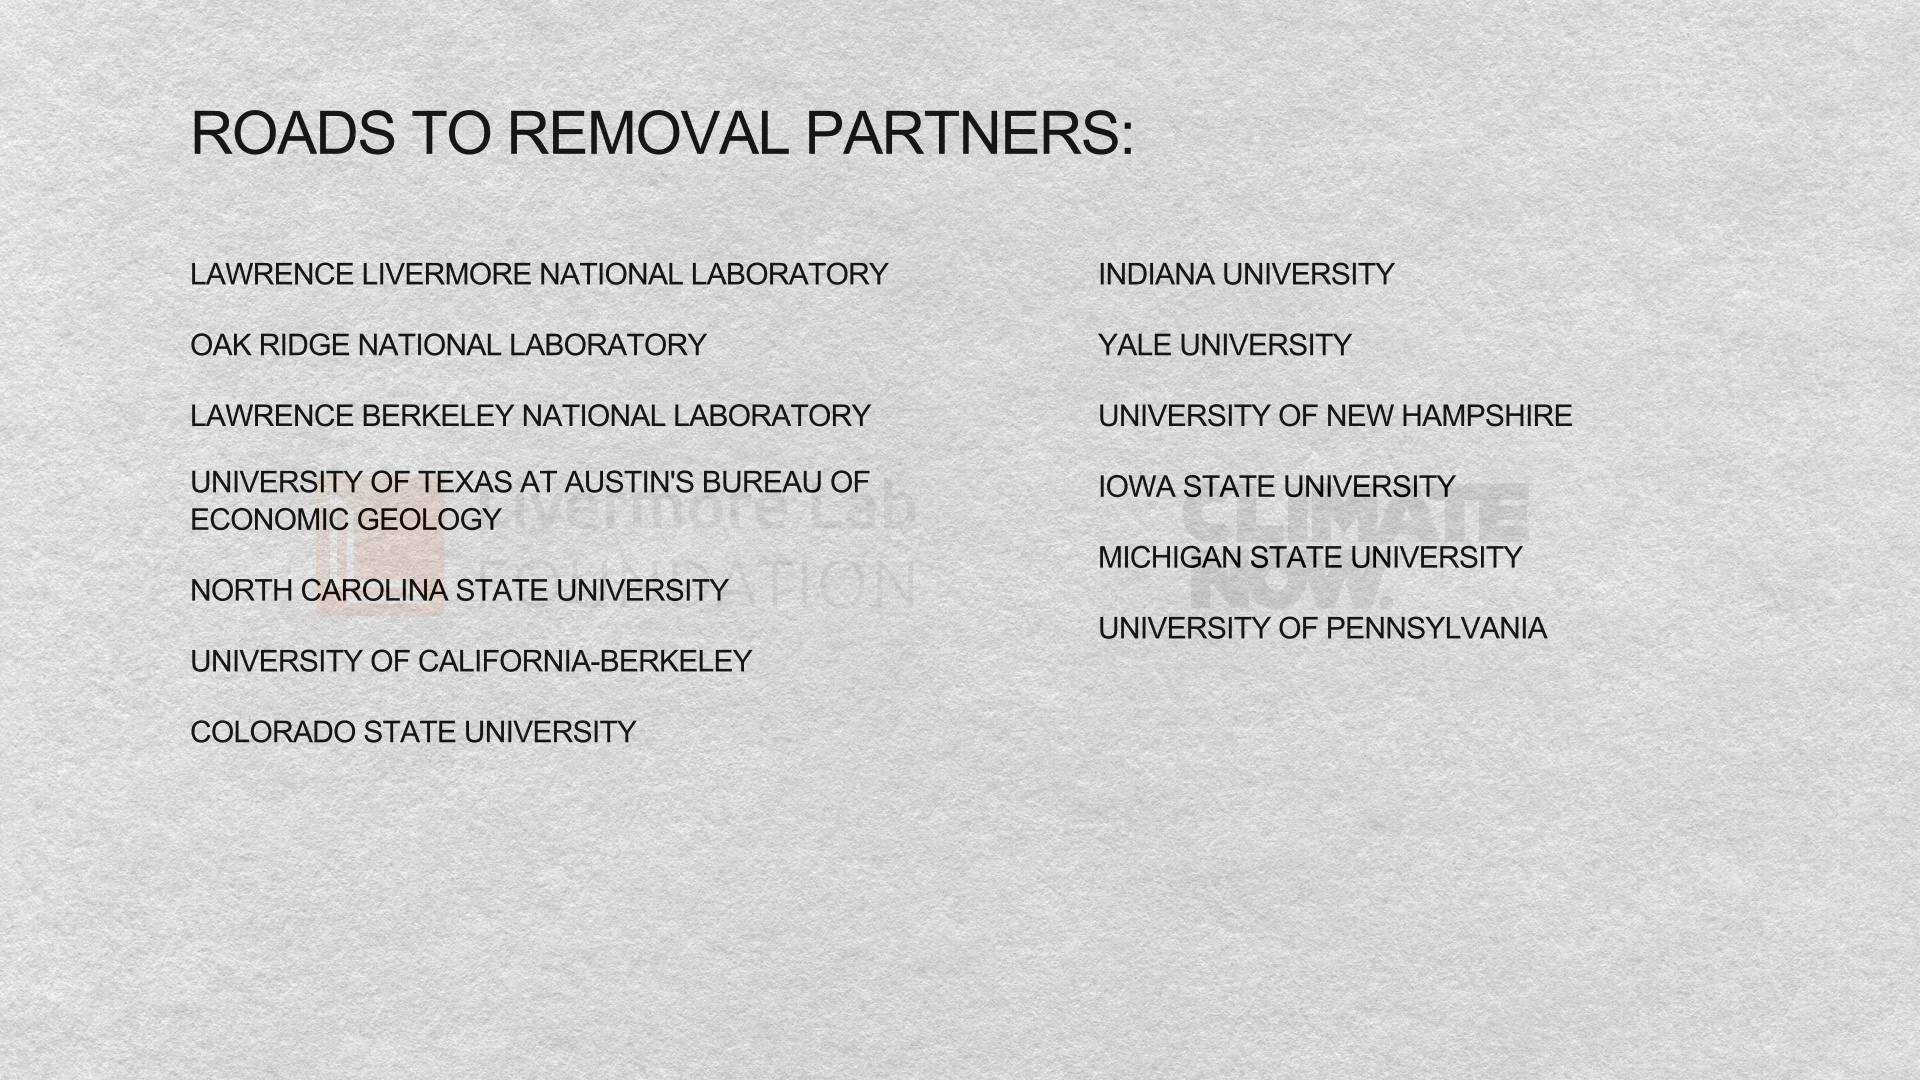 ROADS TO REMOVAL PARTNERS:
LAWRENCE LIVERMORE NATIONAL LABORATORY
OAK RIDGE NATIONAL LABORATORY
LAWRENCE BERKELEY NATIONAL LABORATORY
UNIVERSITY OF TEXAS AT AUSTIN'S BUREAU OF
ECONOMIC GEOLOGY
NORTH CAROLINA STATE UNIVERSITY
UNIVERSITY OF CALIFORNIA-BERKELEY
COLORADO STATE UNIVERSITY
INDIANA UNIVERSITY
YALE UNIVERSITY
UNIVERSITY OF NEW HAMPSHIRE
IOWA STATE UNIVERSITY
MICHIGAN STATE UNIVERSITY
UNIVERSITY OF PENNSYLVANIA
Livermore Lab
FOUNDATION
CLIMATE
NOW.